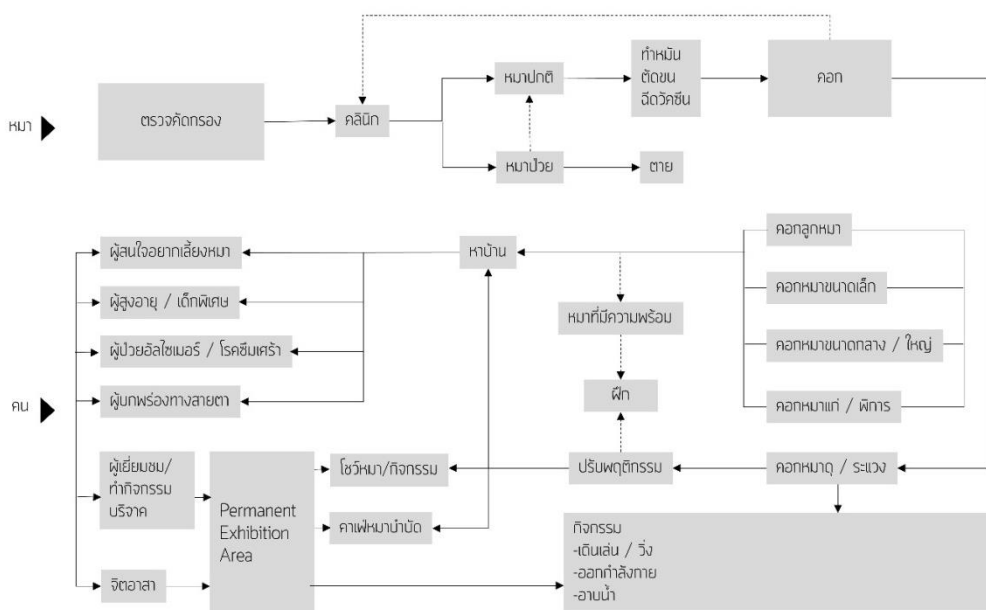 หมา
ตรวจคัดกรอง
คลินิก
หมาปกติ
ทำหมัน
ตัดขน
ฉีดวัคซีน
คอก
หมาป่วย
ตาย
คน
ผู้สนใจอยากเลี้ยงหมา
หาบ้าน
คอกลูกหมา
ผู้สูงอายุ / เด็กพิเศษ
คอกหมาขนาดเล็ก
หมาที่มีความพร้อม
ผู้ป่วยอัลไซเมอร์ / โรคซึมเศร้า
คอกหมาขนาดกลาง / ใหญ่
ผู้บกพร่องทางสายตา
ฝึก
คอกหมาแก่ / พิการ
ผู้เยี่ยมชม/
ทำกิจกรรม
บริจาค
Permanent
Exhibition
Area
โชว์หมา/กิจกรรม
ปรับพฤติกรรม
คอกหมาดุ / ระแวง
คาเฟ่หมาบำบัด
จิตอาสา
กิจกรรม
-เดินเล่น / วิ่ง
-ออกกำลังกาย
-อาบน้ำ